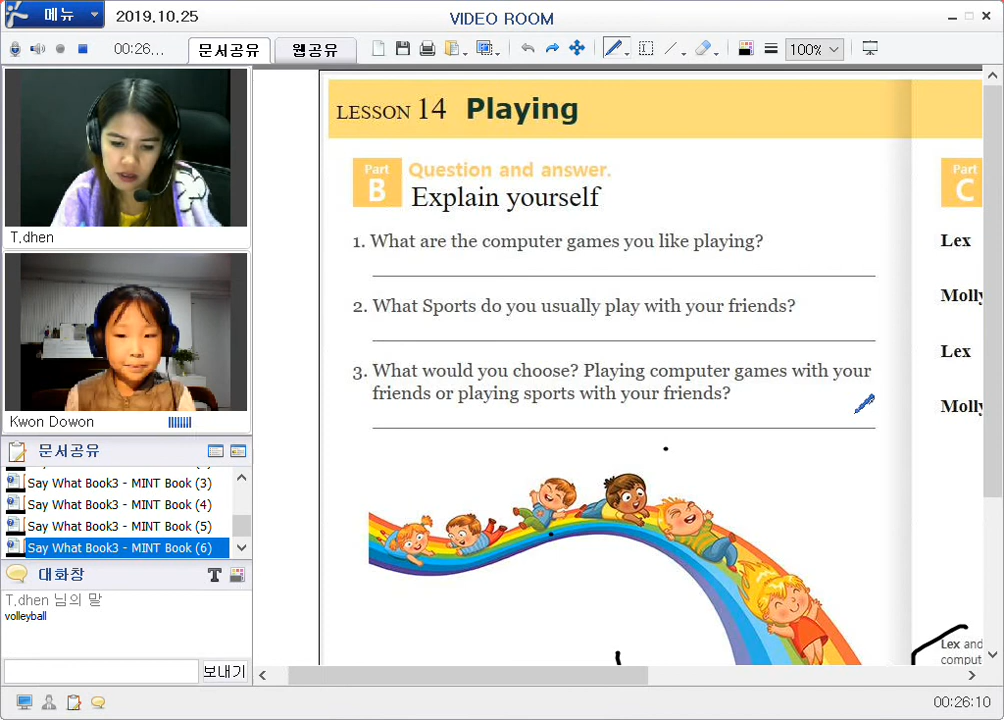 메뉴 2019.10.25 VIDEO ROOM
00:26... 문서공유 웹공유 100%
T.dhen
Kwon Dowon
문서공유
Say What Book3 - MINT Book (3)
Say What Book3 - MINT Book (4)
Say What Book3 - MINT Book (5)
Say What Book3 - MINT Book (6)
대화창 T
T.dhen 님의 말
volleyball
보내기
LESSON 14 Playing
Part B Question and answer.
Explain yourself
1. What are the computer games you like playing?
2. What Sports do you usually play with your friends?
3. What would you choose? Playing computer games with your
friends or playing sports with your friends?
Part C
Lex
Molly
Lex
Molly
Lex and
comput
00:26:10